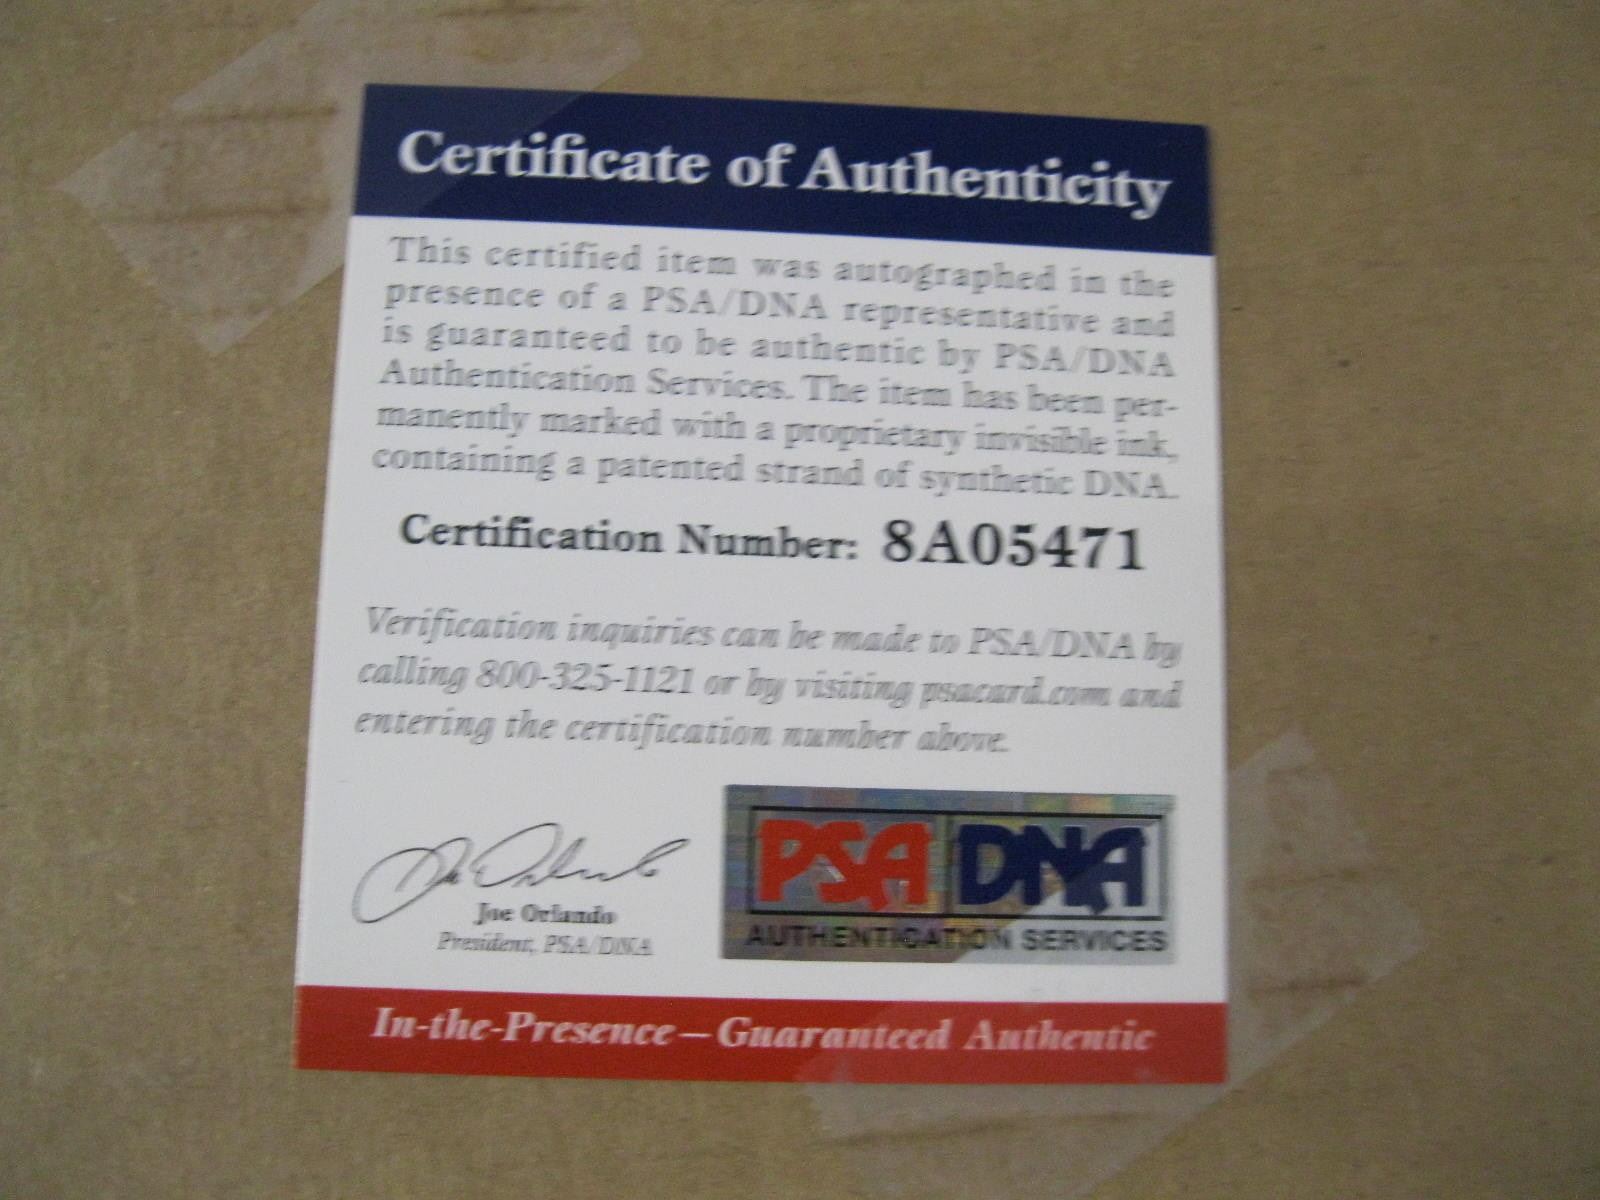 Certificate of Authenticity
This certified item was autographed in the
presence of a PSA/DNA representative and
is guaranteed to be authentic by PSA/DNA
Authentication Services. The item has been per-
manently marked with a proprietary invisible ink,
containing a patented strand of synthetic DNA.
Certification Number: 8A05471
Verification inquiries can be made to PSA/DNA by
calling 800-325-1121 or by visiting psacard.com and
entering the certification number above.
Joe Orlando
Joe Orlando
President, PSA/DNA
PSA DNA
AUTHENTICATION SERVICES
In-the-Presence – Guaranteed Authentic